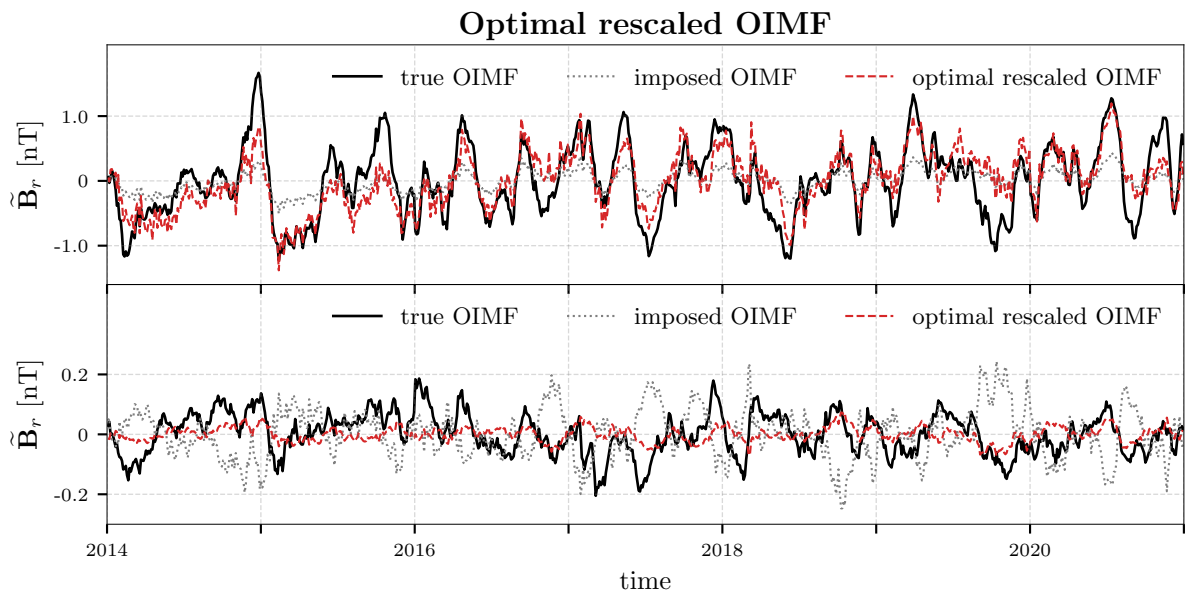 Optimal rescaled OIMF
true OIMF imposed OIMF optimal rescaled OIMF
1.0
0
-1.0
B̃r [nT]
true OIMF imposed OIMF optimal rescaled OIMF
0.2
0
-0.2
B̃r [nT]
2014 2016 2018 2020
time